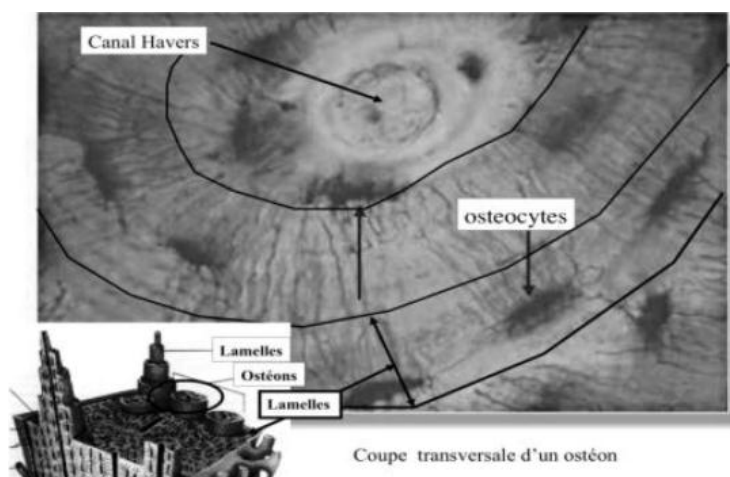 Canal Havers
osteocytes
Lamelles
Ostéons
Lamelles
Coupe transversale d'un ostéon